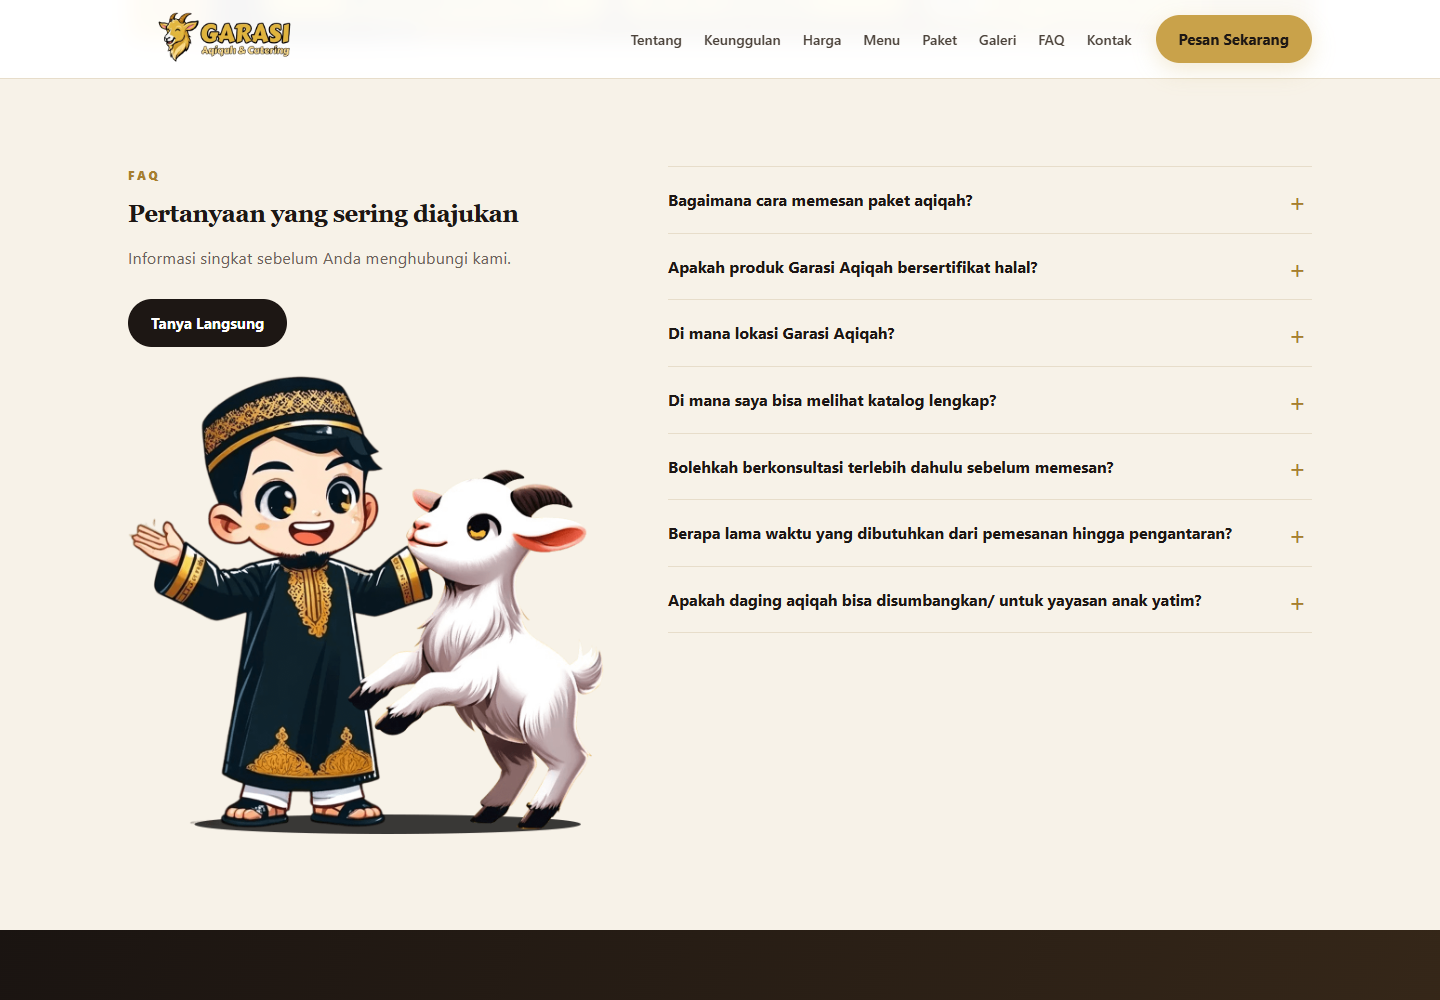 GARASI
Aqiqah & Catering
Tentang
Keunggulan
Harga
Menu
Paket
Galeri
FAQ
Kontak
Pesan Sekarang
FAQ
Pertanyaan yang sering diajukan
Informasi singkat sebelum Anda menghubungi kami.
Tanya Langsung
Bagaimana cara memesan paket aqiqah?
Apakah produk Garasi Aqiqah bersertifikat halal?
Di mana lokasi Garasi Aqiqah?
Di mana saya bisa melihat katalog lengkap?
Bolehkah berkonsultasi terlebih dahulu sebelum memesan?
Berapa lama waktu yang dibutuhkan dari pemesanan hingga pengantaran?
Apakah daging aqiqah bisa disumbangkan/ untuk yayasan anak yatim?